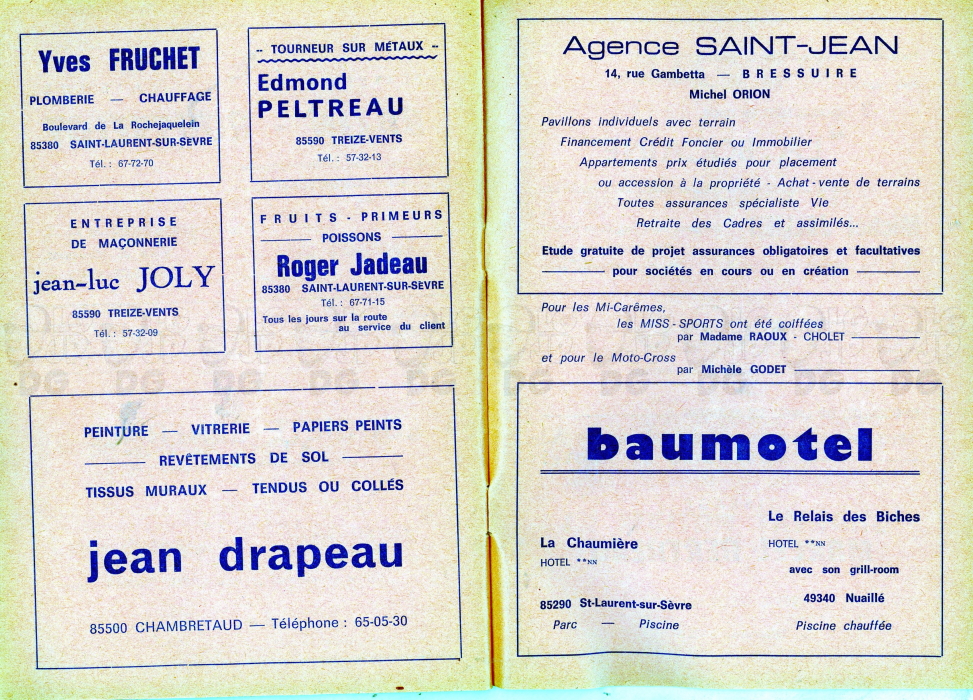 Yves FRUCHET
PLOMBERIE — CHAUFFAGE
Boulevard de La Rochejaquelein
85380 SAINT-LAURENT-SUR-SÈVRE
Tél. : 67-72-70
-- TOURNEUR SUR MÉTAUX --
Edmond
PELTREAU
85590 TREIZE-VENTS
Tél. : 57-32-13
ENTREPRISE
DE MAÇONNERIE
jean-luc JOLY
85590 TREIZE-VENTS
Tél. : 57-32-09
FRUITS - PRIMEURS
POISSONS
Roger Jadeau
85380 SAINT-LAURENT-SUR-SÈVRE
Tél. : 67-71-15
Tous les jours sur la route
au service du client
PEINTURE — VITRERIE — PAPIERS PEINTS
REVÊTEMENTS DE SOL
TISSUS MURAUX — TENDUS OU COLLÉS
jean drapeau
85500 CHAMBRETAUD — Téléphone : 65-05-30
Agence SAINT-JEAN
14, rue Gambetta — BRESSUIRE
Michel ORION
Pavillons individuels avec terrain
Financement Crédit Foncier ou Immobilier
Appartements prix étudiés pour placement
ou accession à la propriété - Achat-vente de terrains
Toutes assurances spécialiste Vie
Retraite des Cadres et assimilés...
Etude gratuite de projet assurances obligatoires et facultatives
pour sociétés en cours ou en création
Pour les Mi-Carêmes,
les MISS-SPORTS ont été coiffées
par Madame RAOUX - CHOLET
et pour le Moto-Cross
par Michèle GODET
baumotel
La Chaumière
HOTEL **NN
85290 St-Laurent-sur-Sèvre
Parc — Piscine
Le Relais des Biches
HOTEL **NN
avec son grill-room
49340 Nuaillé
Piscine chauffée